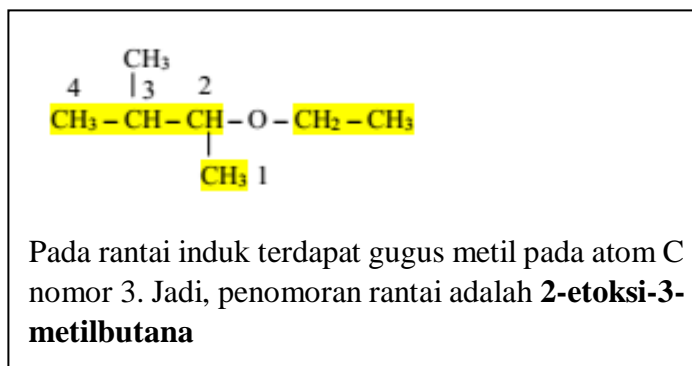 CH₃
4 | 3 2
CH₃ – CH – CH – O – CH₂ – CH₃
|
CH₃ 1
Pada rantai induk terdapat gugus metil pada atom C
nomor 3. Jadi, penomoran rantai adalah 2-etoksi-3-
metilbutana